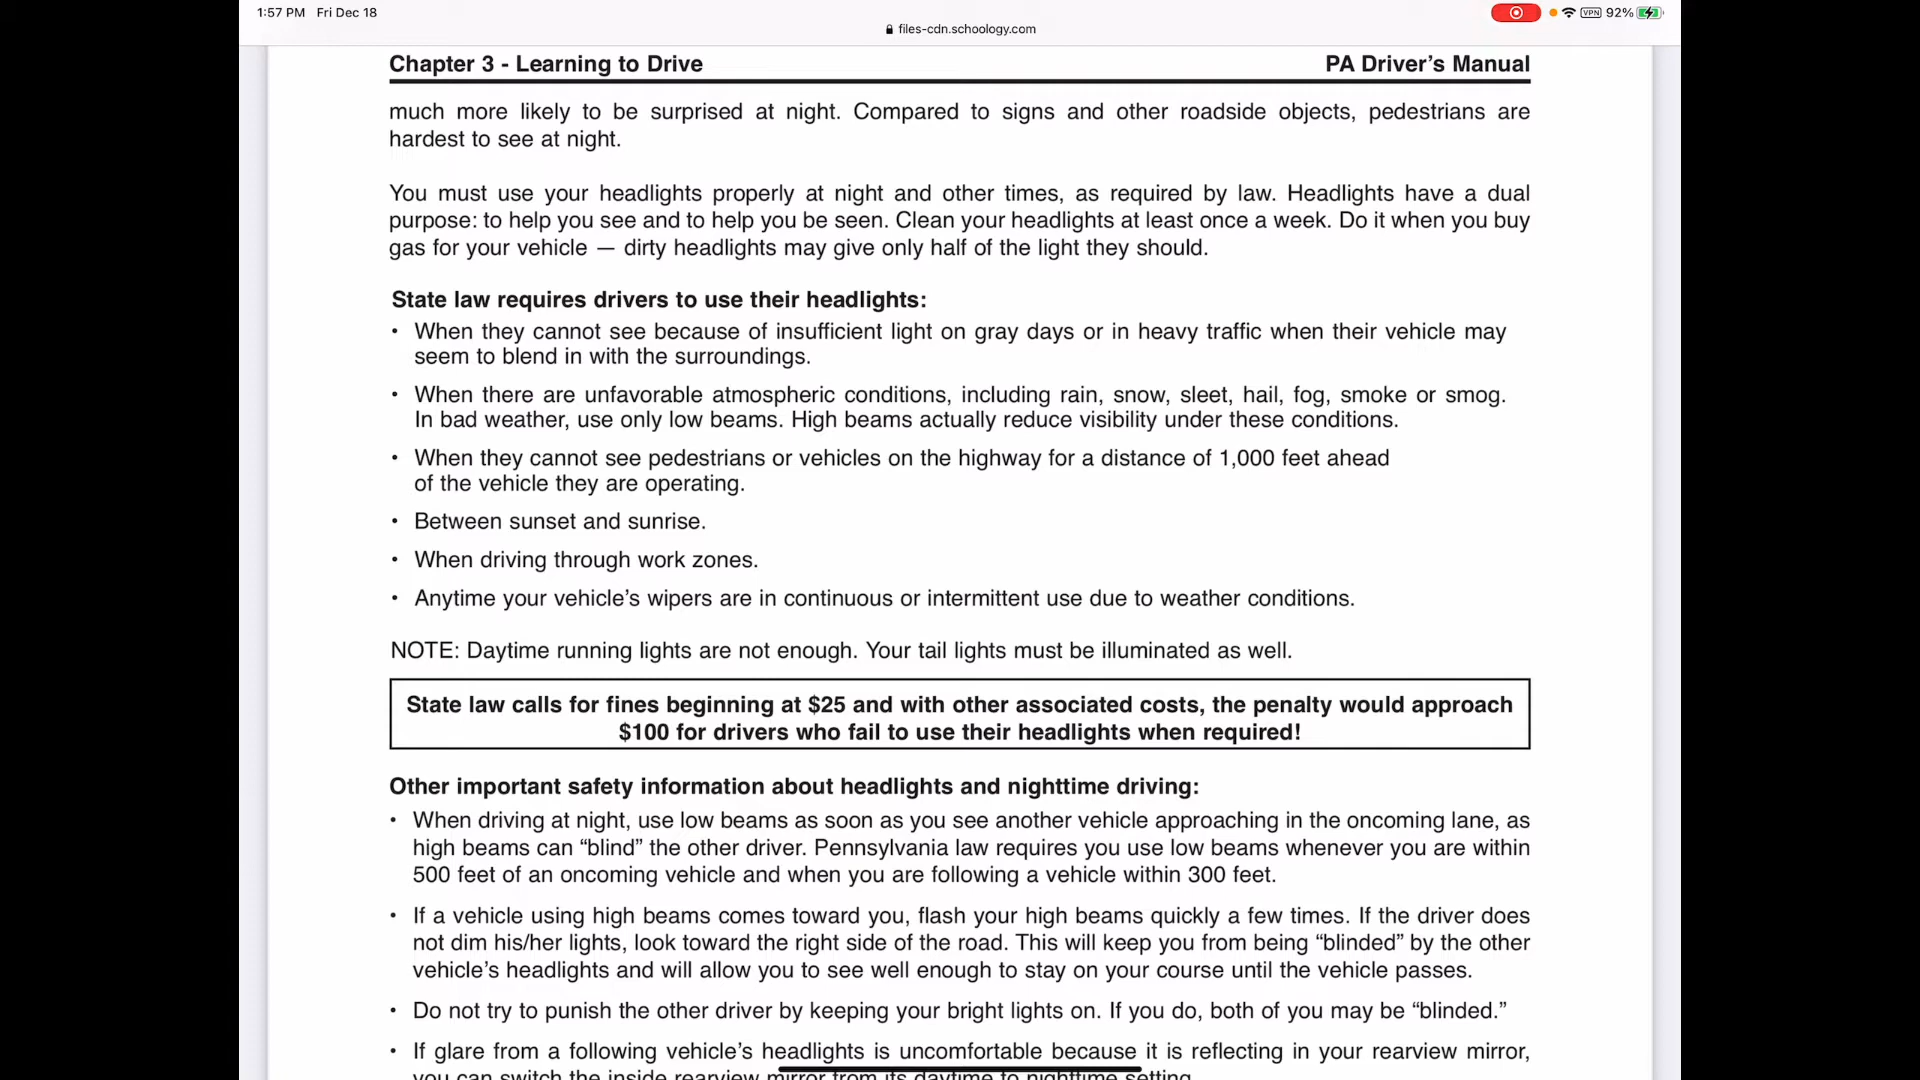 1:57 PM Fri Dec 18
VPN 92%
files-cdn.schoology.com
Chapter 3 - Learning to Drive PA Driver's Manual
much more likely to be surprised at night. Compared to signs and other roadside objects, pedestrians are
hardest to see at night.
You must use your headlights properly at night and other times, as required by law. Headlights have a dual
purpose: to help you see and to help you be seen. Clean your headlights at least once a week. Do it when you buy
gas for your vehicle — dirty headlights may give only half of the light they should.
State law requires drivers to use their headlights:
• When they cannot see because of insufficient light on gray days or in heavy traffic when their vehicle may
seem to blend in with the surroundings.
• When there are unfavorable atmospheric conditions, including rain, snow, sleet, hail, fog, smoke or smog.
In bad weather, use only low beams. High beams actually reduce visibility under these conditions.
• When they cannot see pedestrians or vehicles on the highway for a distance of 1,000 feet ahead
of the vehicle they are operating.
• Between sunset and sunrise.
• When driving through work zones.
• Anytime your vehicle's wipers are in continuous or intermittent use due to weather conditions.
NOTE: Daytime running lights are not enough. Your tail lights must be illuminated as well.
State law calls for fines beginning at $25 and with other associated costs, the penalty would approach
$100 for drivers who fail to use their headlights when required!
Other important safety information about headlights and nighttime driving:
• When driving at night, use low beams as soon as you see another vehicle approaching in the oncoming lane, as
high beams can “blind” the other driver. Pennsylvania law requires you use low beams whenever you are within
500 feet of an oncoming vehicle and when you are following a vehicle within 300 feet.
• If a vehicle using high beams comes toward you, flash your high beams quickly a few times. If the driver does
not dim his/her lights, look toward the right side of the road. This will keep you from being “blinded” by the other
vehicle's headlights and will allow you to see well enough to stay on your course until the vehicle passes.
• Do not try to punish the other driver by keeping your bright lights on. If you do, both of you may be “blinded.”
• If glare from a following vehicle's headlights is uncomfortable because it is reflecting in your rearview mirror,
you can switch the inside rearview mirror from its daytime to nighttime setting.